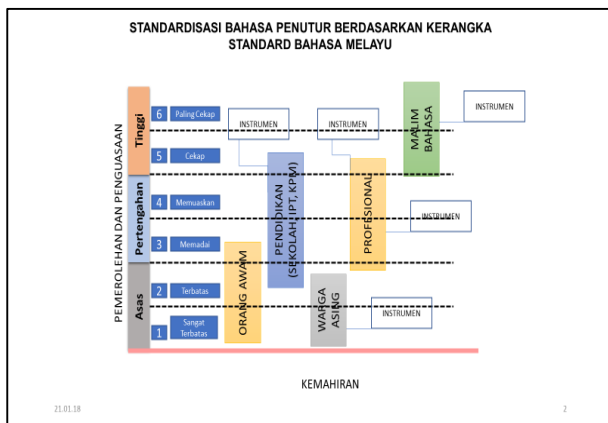 STANDARDISASI BAHASA PENUTUR BERDASARKAN KERANGKA
STANDARD BAHASA MELAYU
PEMEROLEHAN DAN PENGUASAAN
Tinggi
Pertengahan
Asas
6 Paling Cekap
5 Cekap
4 Memuaskan
3 Memadai
2 Terbatas
1 Sangat
Terbatas
ORANG AWAM
INSTRUMEN
PENDIDIKAN
(SEKOLAH, IPT, KPM)
WARGA
ASING
INSTRUMEN
INSTRUMEN
PROFESIONAL
INSTRUMEN
MALIM
BAHASA
INSTRUMEN
KEMAHIRAN
21.01.18
2